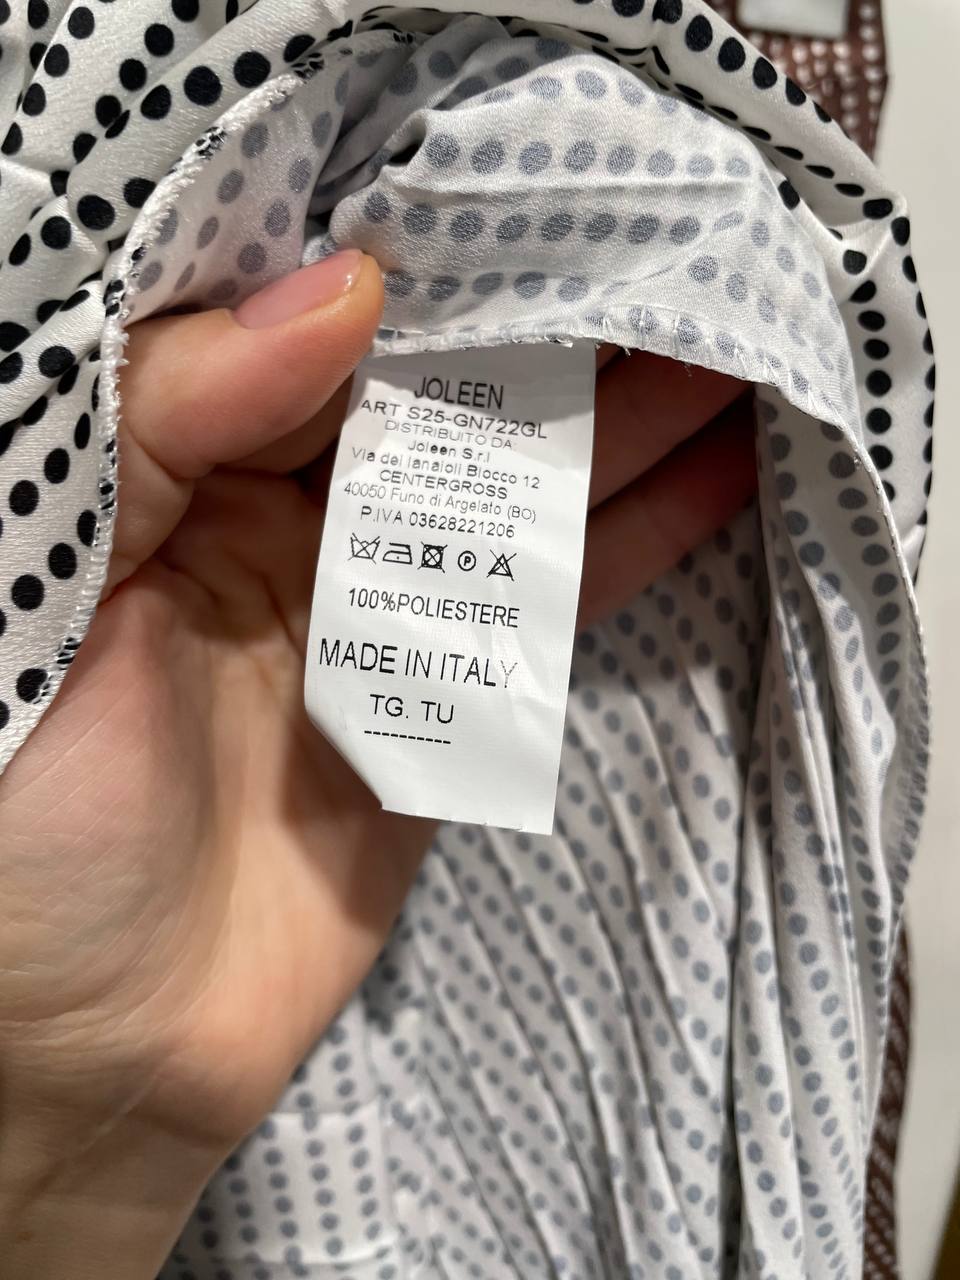 JOLEEN
ART S25-GN722GL
DISTRIBUITO DA:
Joleen S.r.l
Via dei lanaioli Blocco 12
CENTERGROSS
40050 Funo di Argelato (BO)
P.IVA 03628221206
P
100%POLIESTERE
MADE IN ITALY
TG. TU
----------